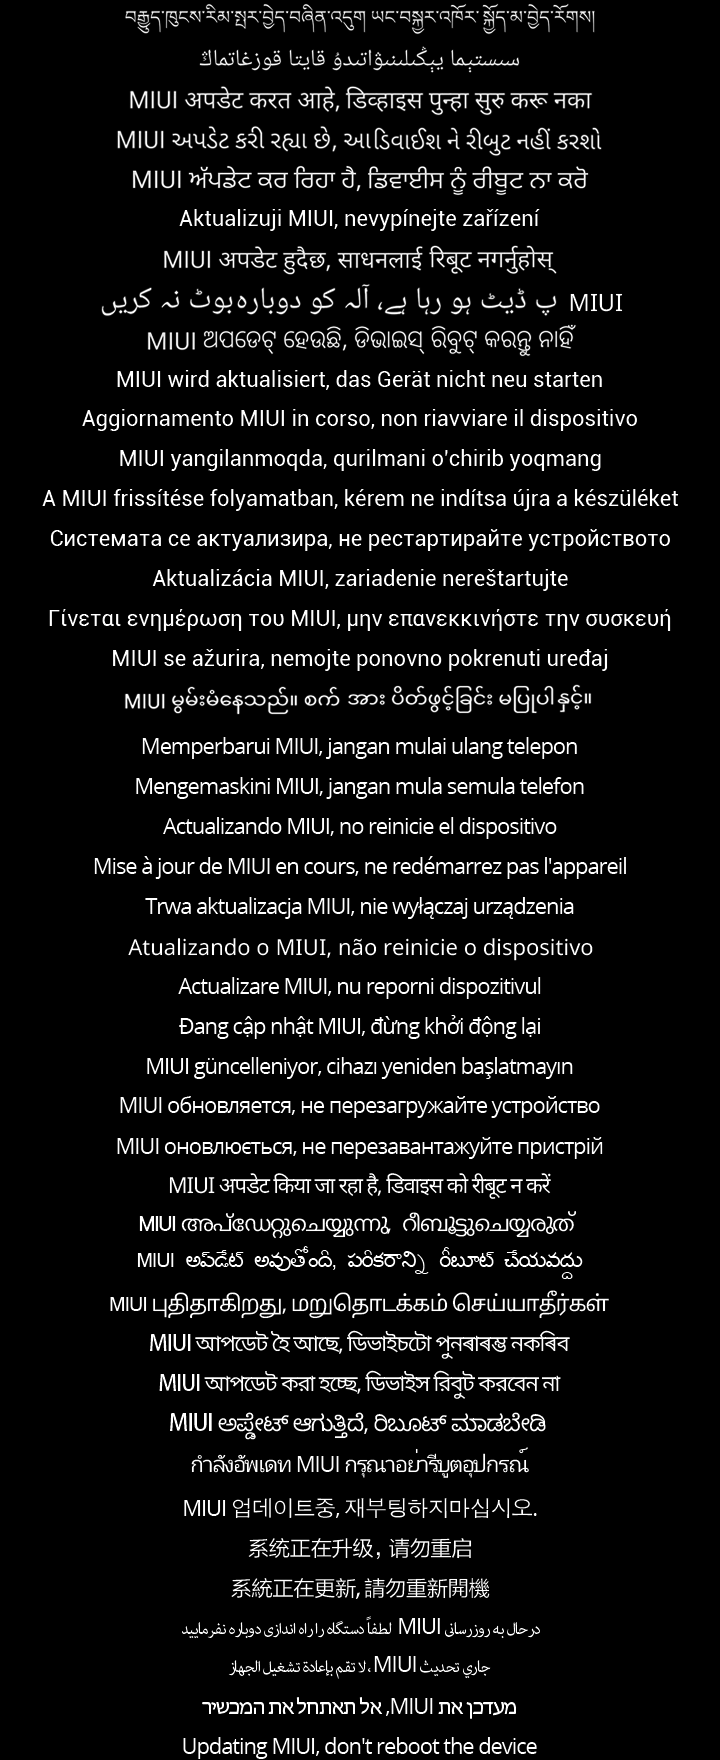 བརྒྱུད་ཁུངས་རིམ་སྤར་བྱེད་བཞིན་འདུག ཡང་བསྐྱར་འཁོར་སྐྱོད་མ་བྱེད་རོགས།
سىستېما يېڭىلىنىۋاتىدۇ قايتا قوزغاتماڭ
MIUI अपडेट करत आहे, डिव्हाइस पुन्हा सुरु करू नका
MIUI અપડેટ કરી રહ્યા છે, આડિવાઈશ ને રીબુટ નહીં કરશો
MIUI ਅੱਪਡੇਟ ਕਰ ਰਿਹਾ ਹੈ, ਡਿਵਾਈਸ ਨੂੰ ਰੀਬੂਟ ਨਾ ਕਰੋ
Aktualizuji MIUI, nevypínejte zařízení
MIUI अपडेट हुदैछ, साधनलाई रिबूट नगर्नुहोस्
MIUI پ ڈیٹ ہو رہا ہے، آلہ کو دوبارہبوٹ نہ کریں
MIUI ଅପଡେଟ୍ ହେଉଛି, ଡିଭାଇସ୍ ରିବୁଟ୍ କରନ୍ତୁ ନାହିଁ
MIUI wird aktualisiert, das Gerät nicht neu starten
Aggiornamento MIUI in corso, non riavviare il dispositivo
MIUI yangilanmoqda, qurilmani o'chirib yoqmang
A MIUI frissítése folyamatban, kérem ne indítsa újra a készüléket
Системата се актуализира, не рестартирайте устройството
Aktualizácia MIUI, zariadenie nereštartujte
Γίνεται ενημέρωση του MIUI, μην επανεκκινήστε την συσκευή
MIUI se ažurira, nemojte ponovno pokrenuti uređaj
MIUI မွမ်းမံနေသည်။ စက် အား ပိတ်ဖွင့်ခြင်း မပြုပါနှင့်။
Memperbarui MIUI, jangan mulai ulang telepon
Mengemaskini MIUI, jangan mula semula telefon
Actualizando MIUI, no reinicie el dispositivo
Mise à jour de MIUI en cours, ne redémarrez pas l'appareil
Trwa aktualizacja MIUI, nie wyłączaj urządzenia
Atualizando o MIUI, não reinicie o dispositivo
Actualizare MIUI, nu reporni dispozitivul
Đang cập nhật MIUI, đừng khởi động lại
MIUI güncelleniyor, cihazı yeniden başlatmayın
MIUI обновляется, не перезагружайте устройство
MIUI оновлюється, не перезавантажуйте пристрій
MIUI अपडेट किया जा रहा है, डिवाइस को रीबूट न करें
MIUI അപ്ഡേറ്റുചെയ്യുന്നു, റീബൂട്ടുചെയ്യരുത്
MIUI అప్‌డేట్ అవుతోంది, పరికరాన్ని రీబూట్ చేయవద్దు
MIUI புதிதாகிறது, மறுதொடக்கம் செய்யாதீர்கள்
MIUI আপডেট হৈ আছে, ডিভাইচটো পুনৰাৰম্ভ নকৰিব
MIUI আপডেট করা হচ্ছে, ডিভাইস রিবুট করবেন না
MIUI ಅಪ್ಡೇಟ್ ಆಗುತ್ತಿದೆ, ರಿಬೂಟ್ ಮಾಡಬೇಡಿ
กำลังอัพเดท MIUI กรุณาอย่ารีบูตอุปกรณ์
MIUI 업데이트중, 재부팅하지마십시오.
系统正在升级，请勿重启
系統正在更新, 請勿重新開機
درحال به روزرسانی MIUI لطفاً دستگاه را راه اندازی دوباره نفرمایید
جاري تحديث MIUI، لا تقم بإعادة تشغيل الجهاز
מעדכן את MIUI, אל תאתחל את המכשיר
Updating MIUI, don't reboot the device